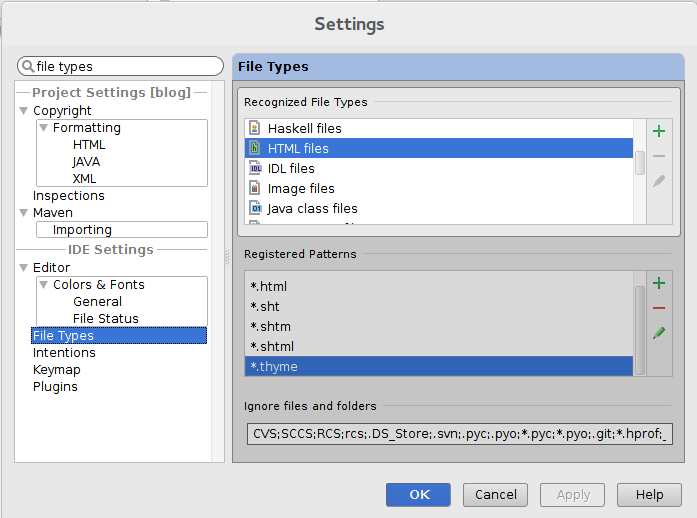 Settings
file types
Project Settings [blog]
Copyright
Formatting
HTML
JAVA
XML
Inspections
Maven
Importing
IDE Settings
Editor
Colors & Fonts
General
File Status
File Types
Intentions
Keymap
Plugins
File Types
Recognized File Types
Haskell files
HTML files
IDL files
Image files
Java class files
Registered Patterns
*.html
*.sht
*.shtm
*.shtml
*.thyme
Ignore files and folders
CVS;SCCS;RCS;rcs;.DS_Store;.svn;.pyc;.pyo;*.pyc;*.pyo;.git;*.hprof;_
OK
Cancel
Apply
Help